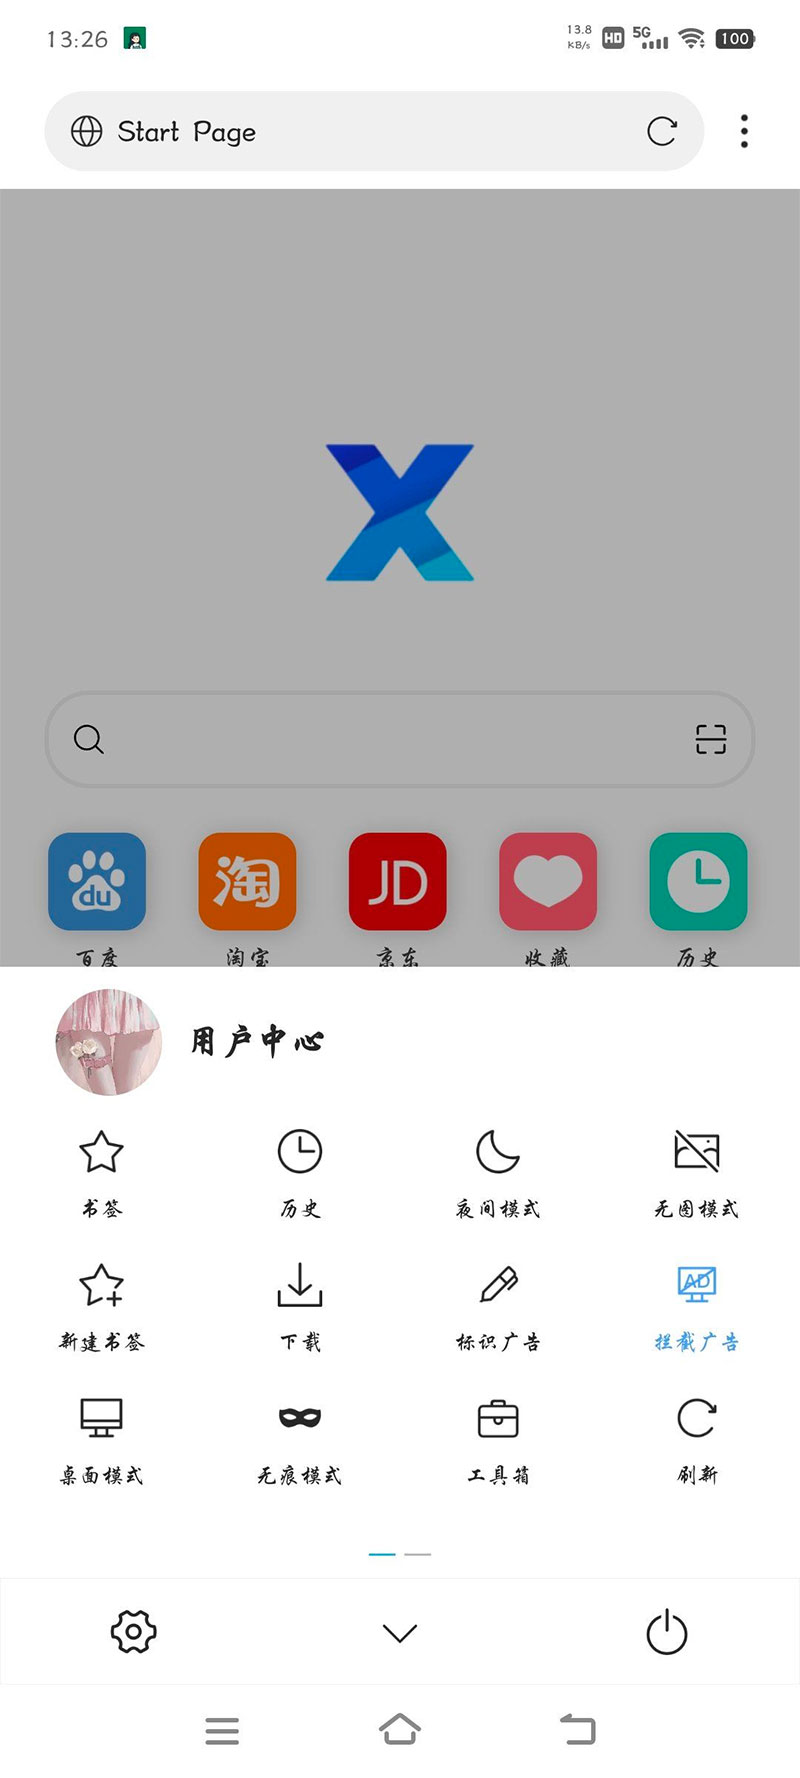 13:26
13.8 KB/s HD 5G 100
Start Page
du 淘 JD
百度 淘宝 京东 收藏 历史
用户中心
书签 历史 夜间模式 无图模式
AD
新建书签 下载 标识广告 拦截广告
桌面模式 无痕模式 工具箱 刷新